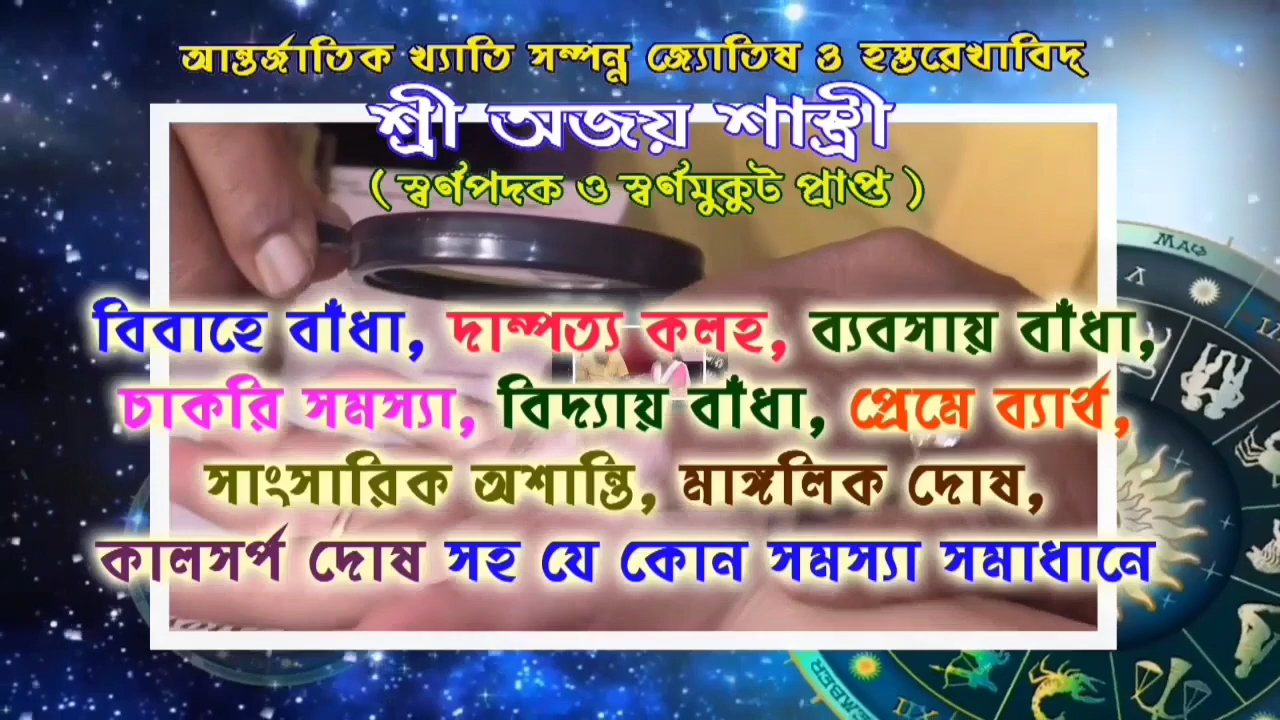 আন্তর্জাতিক খ্যাতি সম্পন্ন জ্যোতিষ ও হস্তরেখাবিদ্
শ্রী অজয় শাস্ত্রী
( স্বর্ণপদক ও স্বর্ণমুকুট প্রাপ্ত )
বিবাহে বাঁধা, দাম্পত্য কলহ, ব্যবসায় বাঁধা,
চাকরি সমস্যা, বিদ্যায় বাঁধা, প্রেমে ব্যার্থ,
সাংসারিক অশান্তি, মাঙ্গলিক দোষ,
কালসর্প দোষ সহ যে কোন সমস্যা সমাধানে